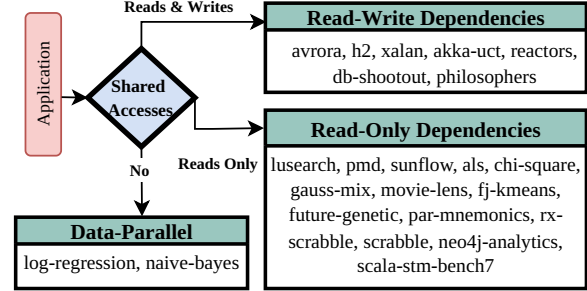 Reads & Writes
Read-Write Dependencies
avrora, h2, xalan, akka-uct, reactors,
db-shootout, philosophers
Application
Shared
Accesses
Reads Only
Read-Only Dependencies
lusearch, pmd, sunflow, als, chi-square,
gauss-mix, movie-lens, fj-kmeans,
future-genetic, par-mnemonics, rx-
scrabble, scrabble, neo4j-analytics,
scala-stm-bench7
No
Data-Parallel
log-regression, naive-bayes